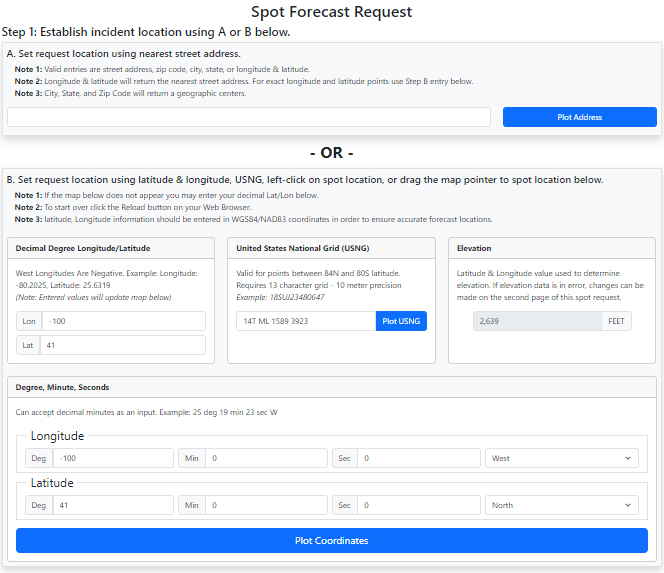 Spot Forecast Request
Step 1: Establish incident location using A or B below.
A. Set request location using nearest street address.
Note 1: Valid entries are street address, zip code, city, state, or longitude & latitude.
Note 2: Longitude & latitude will return the nearest street address. For exact longitude and latitude points use Step B entry below.
Note 3: City, State, and Zip Code will return a geographic centers.
Plot Address
- OR -
B. Set request location using latitude & longitude, USNG, left-click on spot location, or drag the map pointer to spot location below.
Note 1: If the map below does not appear you may enter your decimal Lat/Lon below.
Note 2: To start over click the Reload button on your Web Browser.
Note 3: latitude, Longitude information should be entered in WGS84/NAD83 coordinates in order to ensure accurate forecast locations.
Decimal Degree Longitude/Latitude
West Longitudes Are Negative. Example: Longitude:
-80.2025, Latitude: 25.6319
(Note: Entered values will update map below)
Lon -100
Lat 41
United States National Grid (USNG)
Valid for points between 84N and 80S latitude.
Requires 13 character grid - 10 meter precision
Example: 18SUJ23480647
14T ML 1589 3923 Plot USNG
Elevation
Latitude & Longitude value used to determine
elevation. If elevation data is in error, changes can be
made on the second page of this spot request.
2,639 FEET
Degree, Minute, Seconds
Can accept decimal minutes as an input. Example: 25 deg 19 min 23 sec W
Longitude
Deg -100 Min 0 Sec 0 West
Latitude
Deg 41 Min 0 Sec 0 North
Plot Coordinates